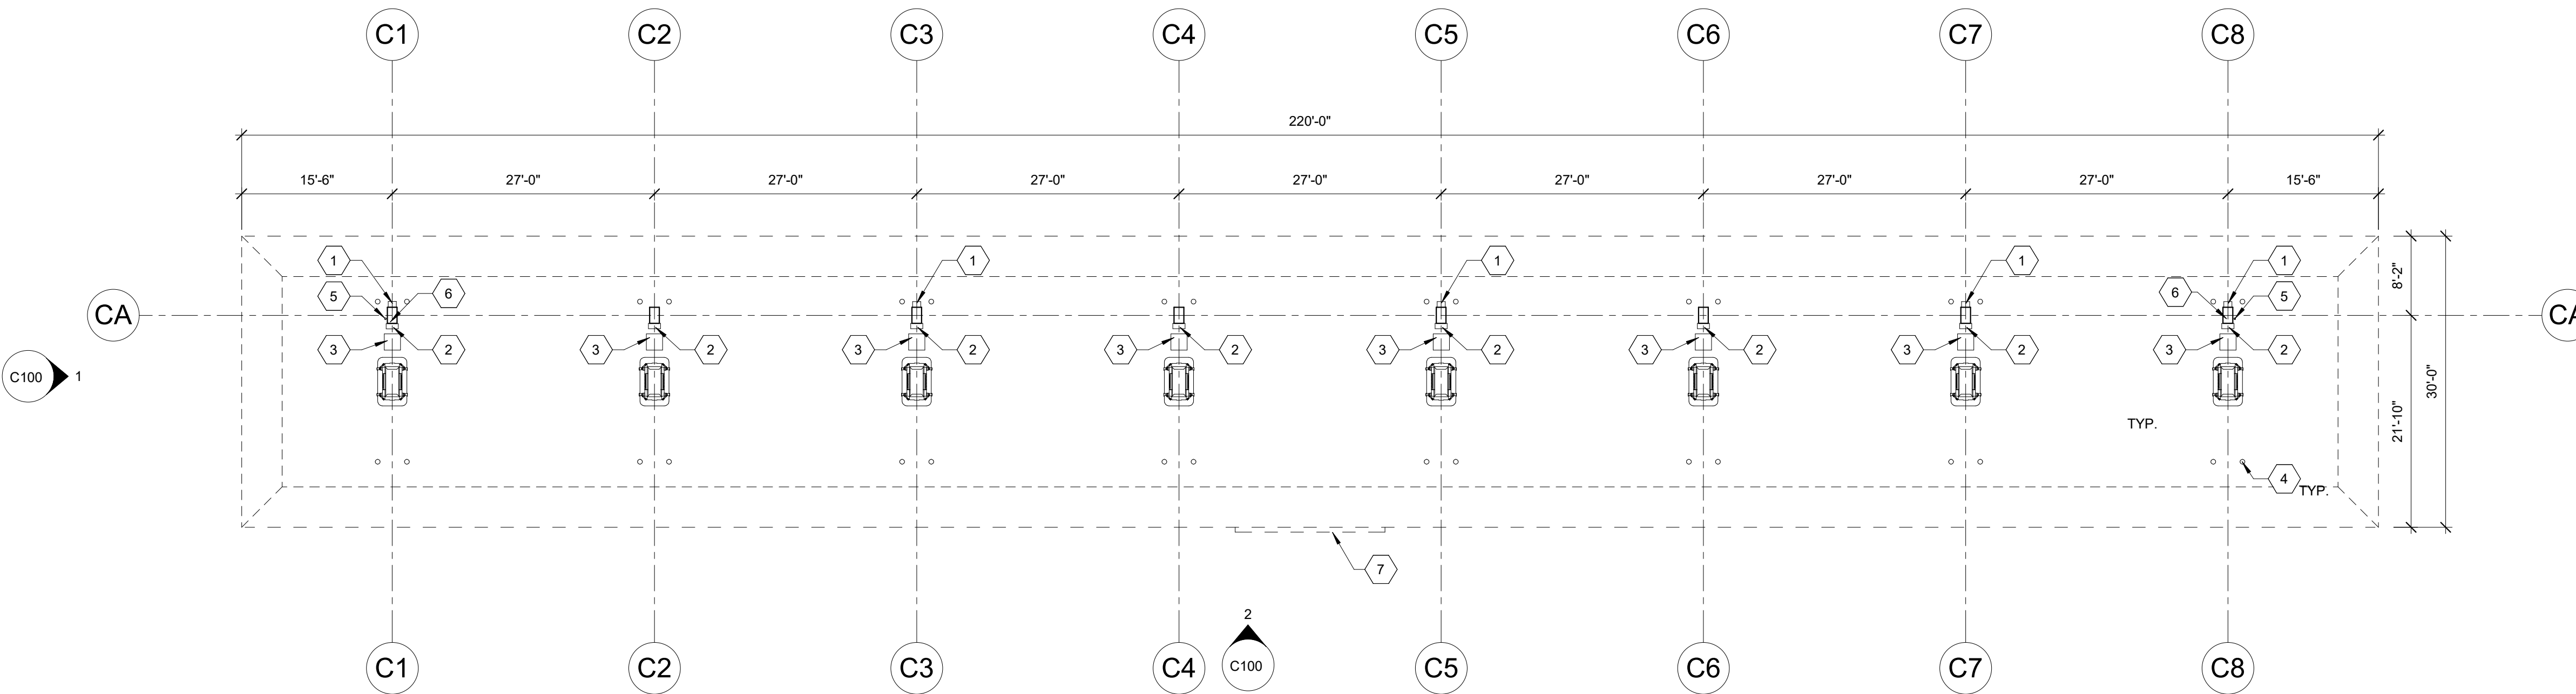 C1 C2 C3 C4 C5 C6 C7 C8
220'-0"
15'-6" 27'-0" 27'-0" 27'-0" 27'-0" 27'-0" 27'-0" 27'-0" 15'-6"
1 1 1 1 1
5 6 6 5
8'-2"
CA CA
3 2 3 2 3 2 3 2 3 2 3 2 3 2 3 2
C100 1
30'-0"
21'-10"
TYP.
4
TYP.
7
2
C100
C1 C2 C3 C4 C5 C6 C7 C8